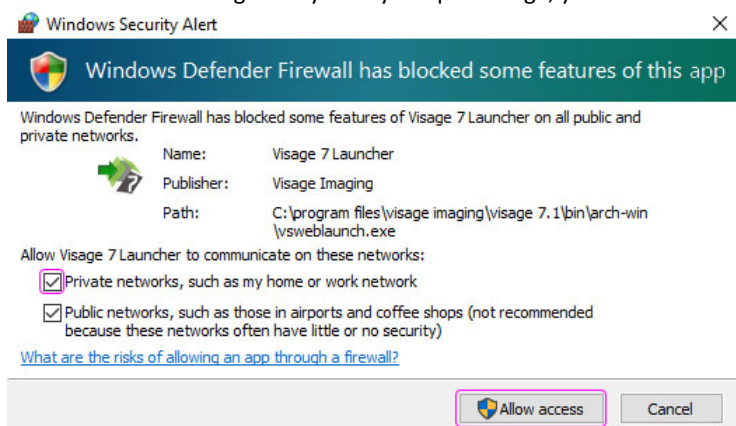 Windows Security Alert
Windows Defender Firewall has blocked some features of this app
Windows Defender Firewall has blocked some features of Visage 7 Launcher on all public and
private networks.
Name: Visage 7 Launcher
Publisher: Visage Imaging
Path: C:\program files\visage imaging\visage 7.1\bin\arch-win
\vsweblaunch.exe
Allow Visage 7 Launcher to communicate on these networks:
Private networks, such as my home or work network
Public networks, such as those in airports and coffee shops (not recommended
because these networks often have little or no security)
What are the risks of allowing an app through a firewall?
Allow access Cancel